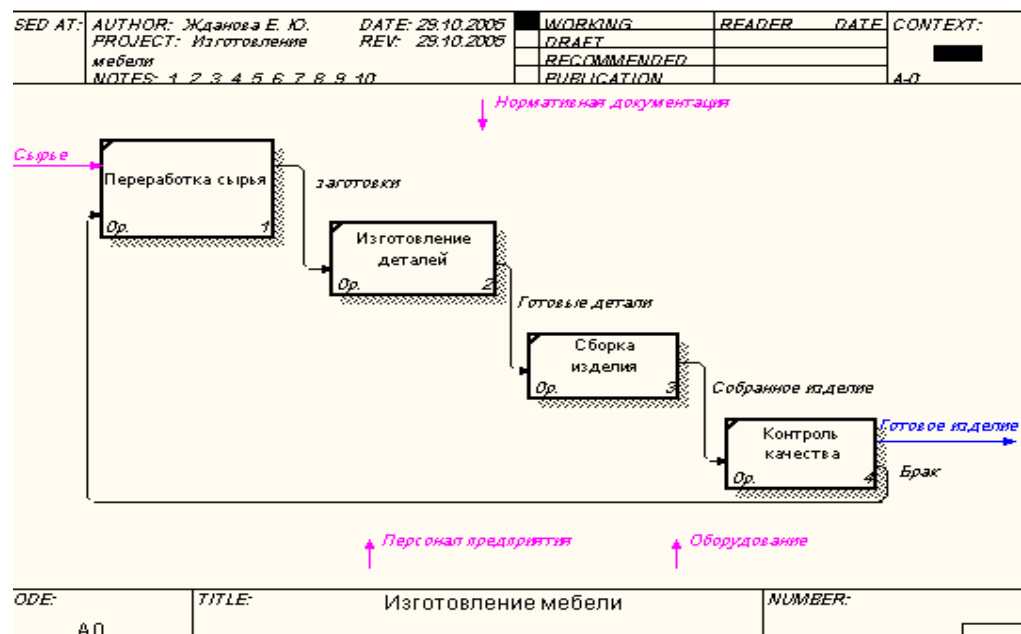 SED AT: AUTHOR: Жданова Е. Ю. DATE: 29.10.2005 WORKING READER DATE CONTEXT:
PROJECT: Изготовление REV: 29.10.2005 DRAFT
мебели RECOMMENDED
NOTES: 1 2 3 4 5 6 7 8 9 10 PUBLICATION A-0
Нормативная документация
Сырье
Переработка сырья
Ор. 1
заготовки
Изготовление
деталей
Ор. 2
Готовые детали
Сборка
изделия
Ор. 3
Собранное изделие
Контроль
качества
Ор. 4
Готовое изделие
Брак
Персонал предприятия
Оборудование
ODE: TITLE: Изготовление мебели NUMBER:
A0